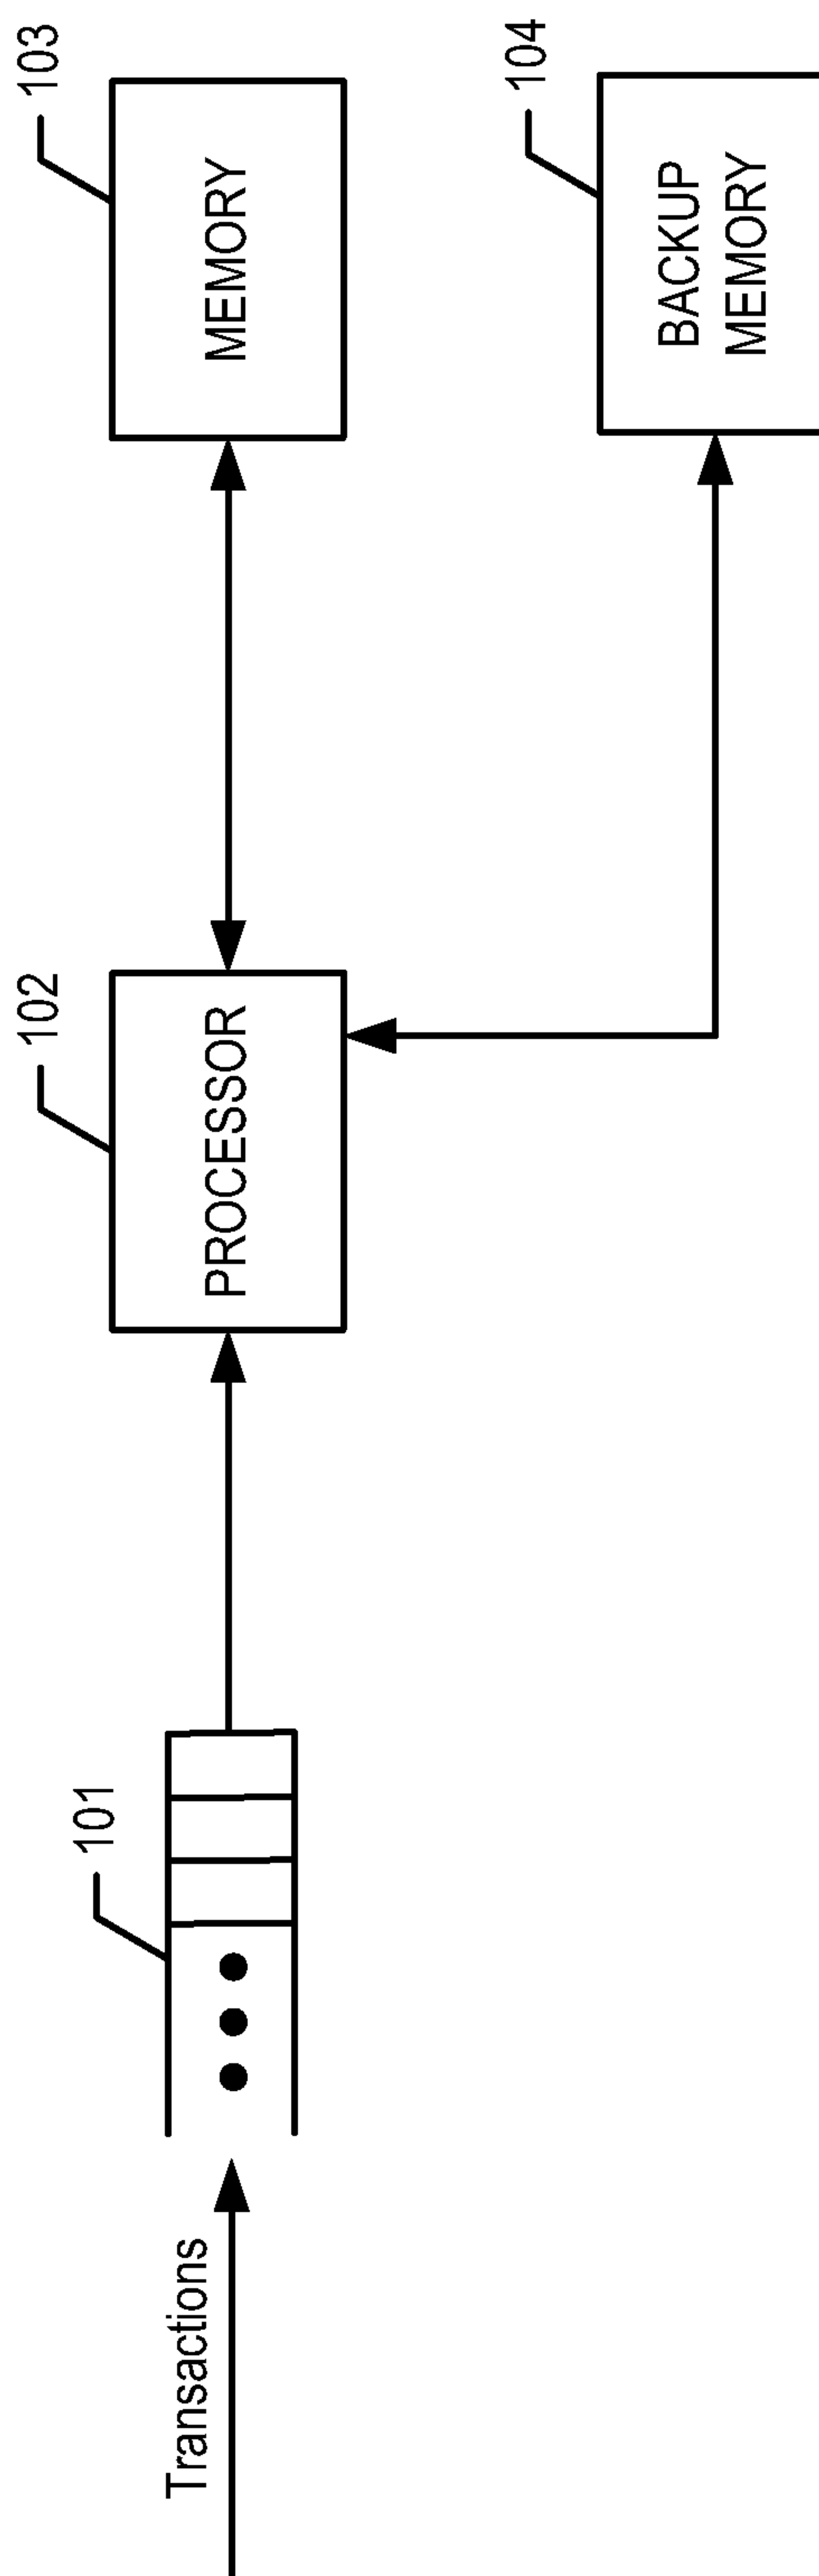 Transactions
101
102
PROCESSOR
103
MEMORY
104
BACKUP
MEMORY